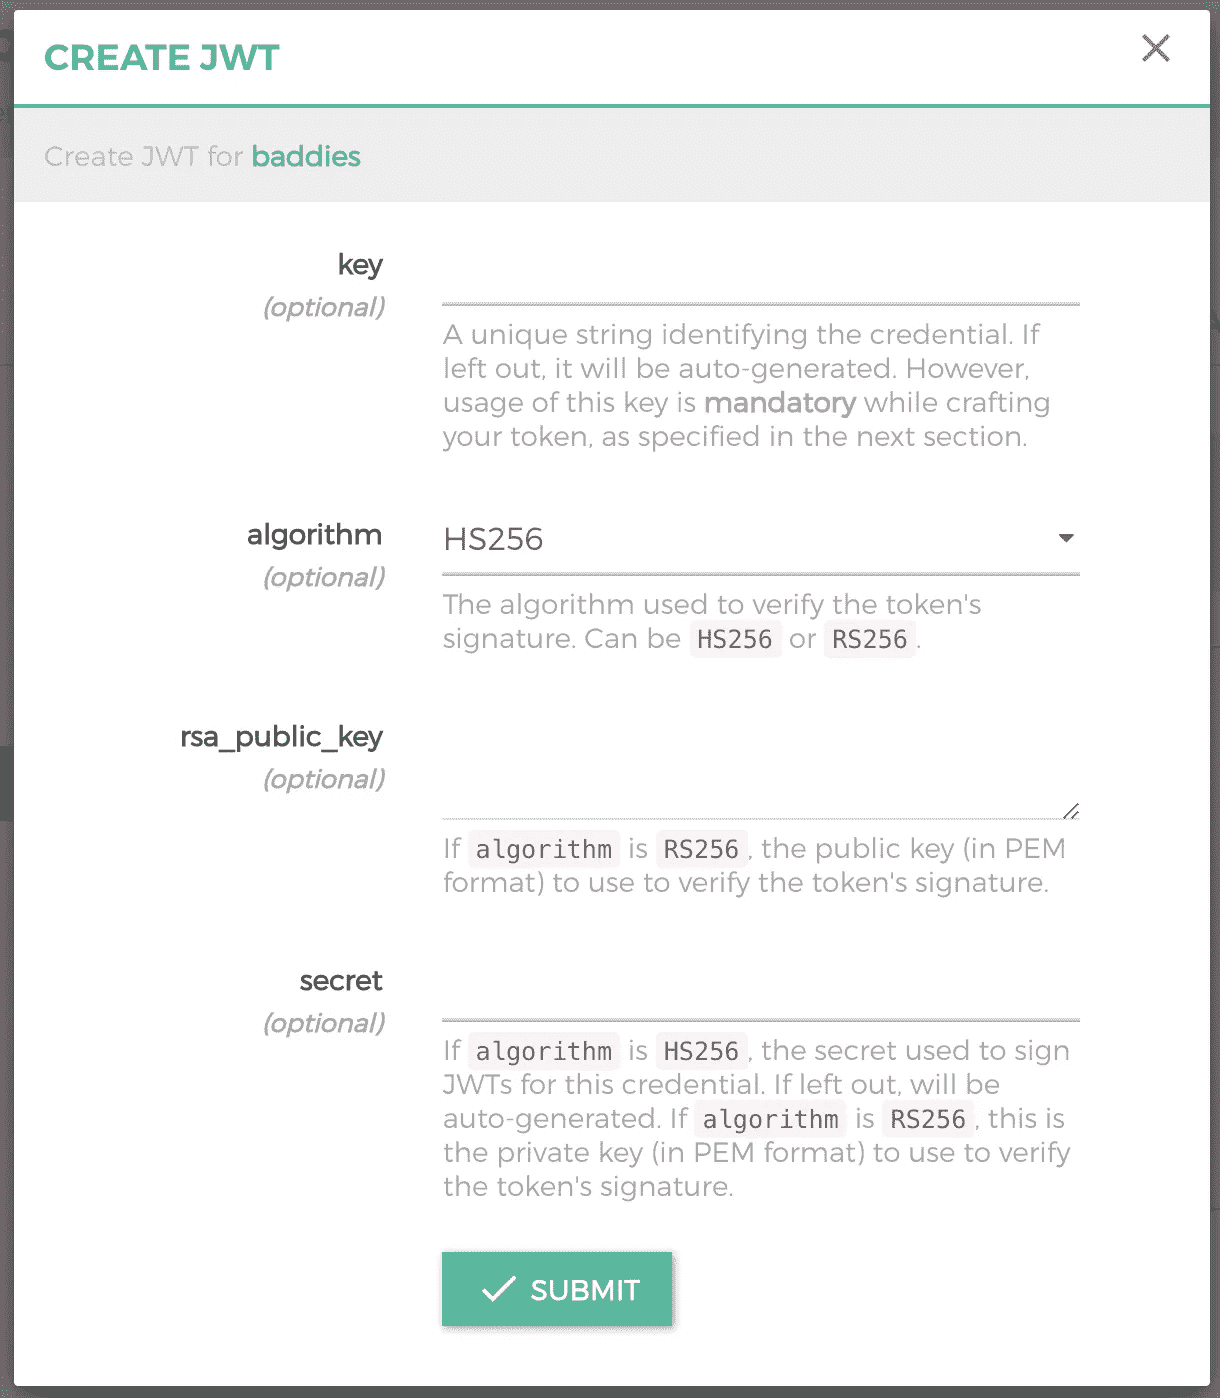 CREATE JWT
Create JWT for baddies
key
(optional)
A unique string identifying the credential. If
left out, it will be auto-generated. However,
usage of this key is mandatory while crafting
your token, as specified in the next section.
algorithm
HS256
(optional)
The algorithm used to verify the token's
signature. Can be HS256 or RS256.
rsa_public_key
(optional)
If algorithm is RS256, the public key (in PEM
format) to use to verify the token's signature.
secret
(optional)
If algorithm is HS256, the secret used to sign
JWTs for this credential. If left out, will be
auto-generated. If algorithm is RS256, this is
the private key (in PEM format) to use to verify
the token's signature.
SUBMIT